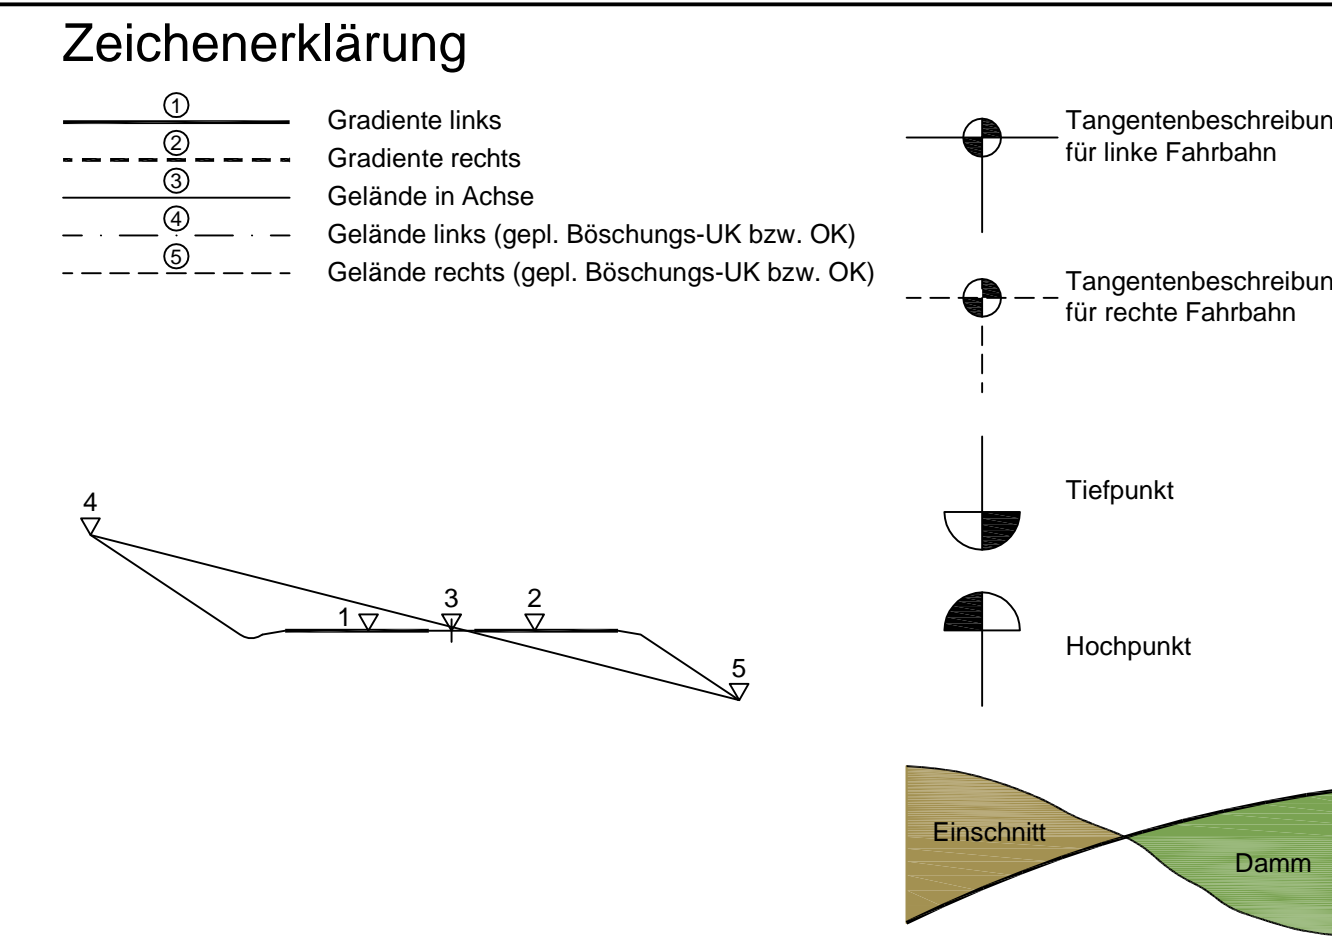 Zeichenerklärung
1
Gradiente links
2
Gradiente rechts
3
Gelände in Achse
4
Gelände links (gepl. Böschungs-UK bzw. OK)
5
Gelände rechts (gepl. Böschungs-UK bzw. OK)
Tangentenbeschreibun
für linke Fahrbahn
Tangentenbeschreibun
für rechte Fahrbahn
Tiefpunkt
Hochpunkt
4
1 3 2
5
Einschnitt
Damm